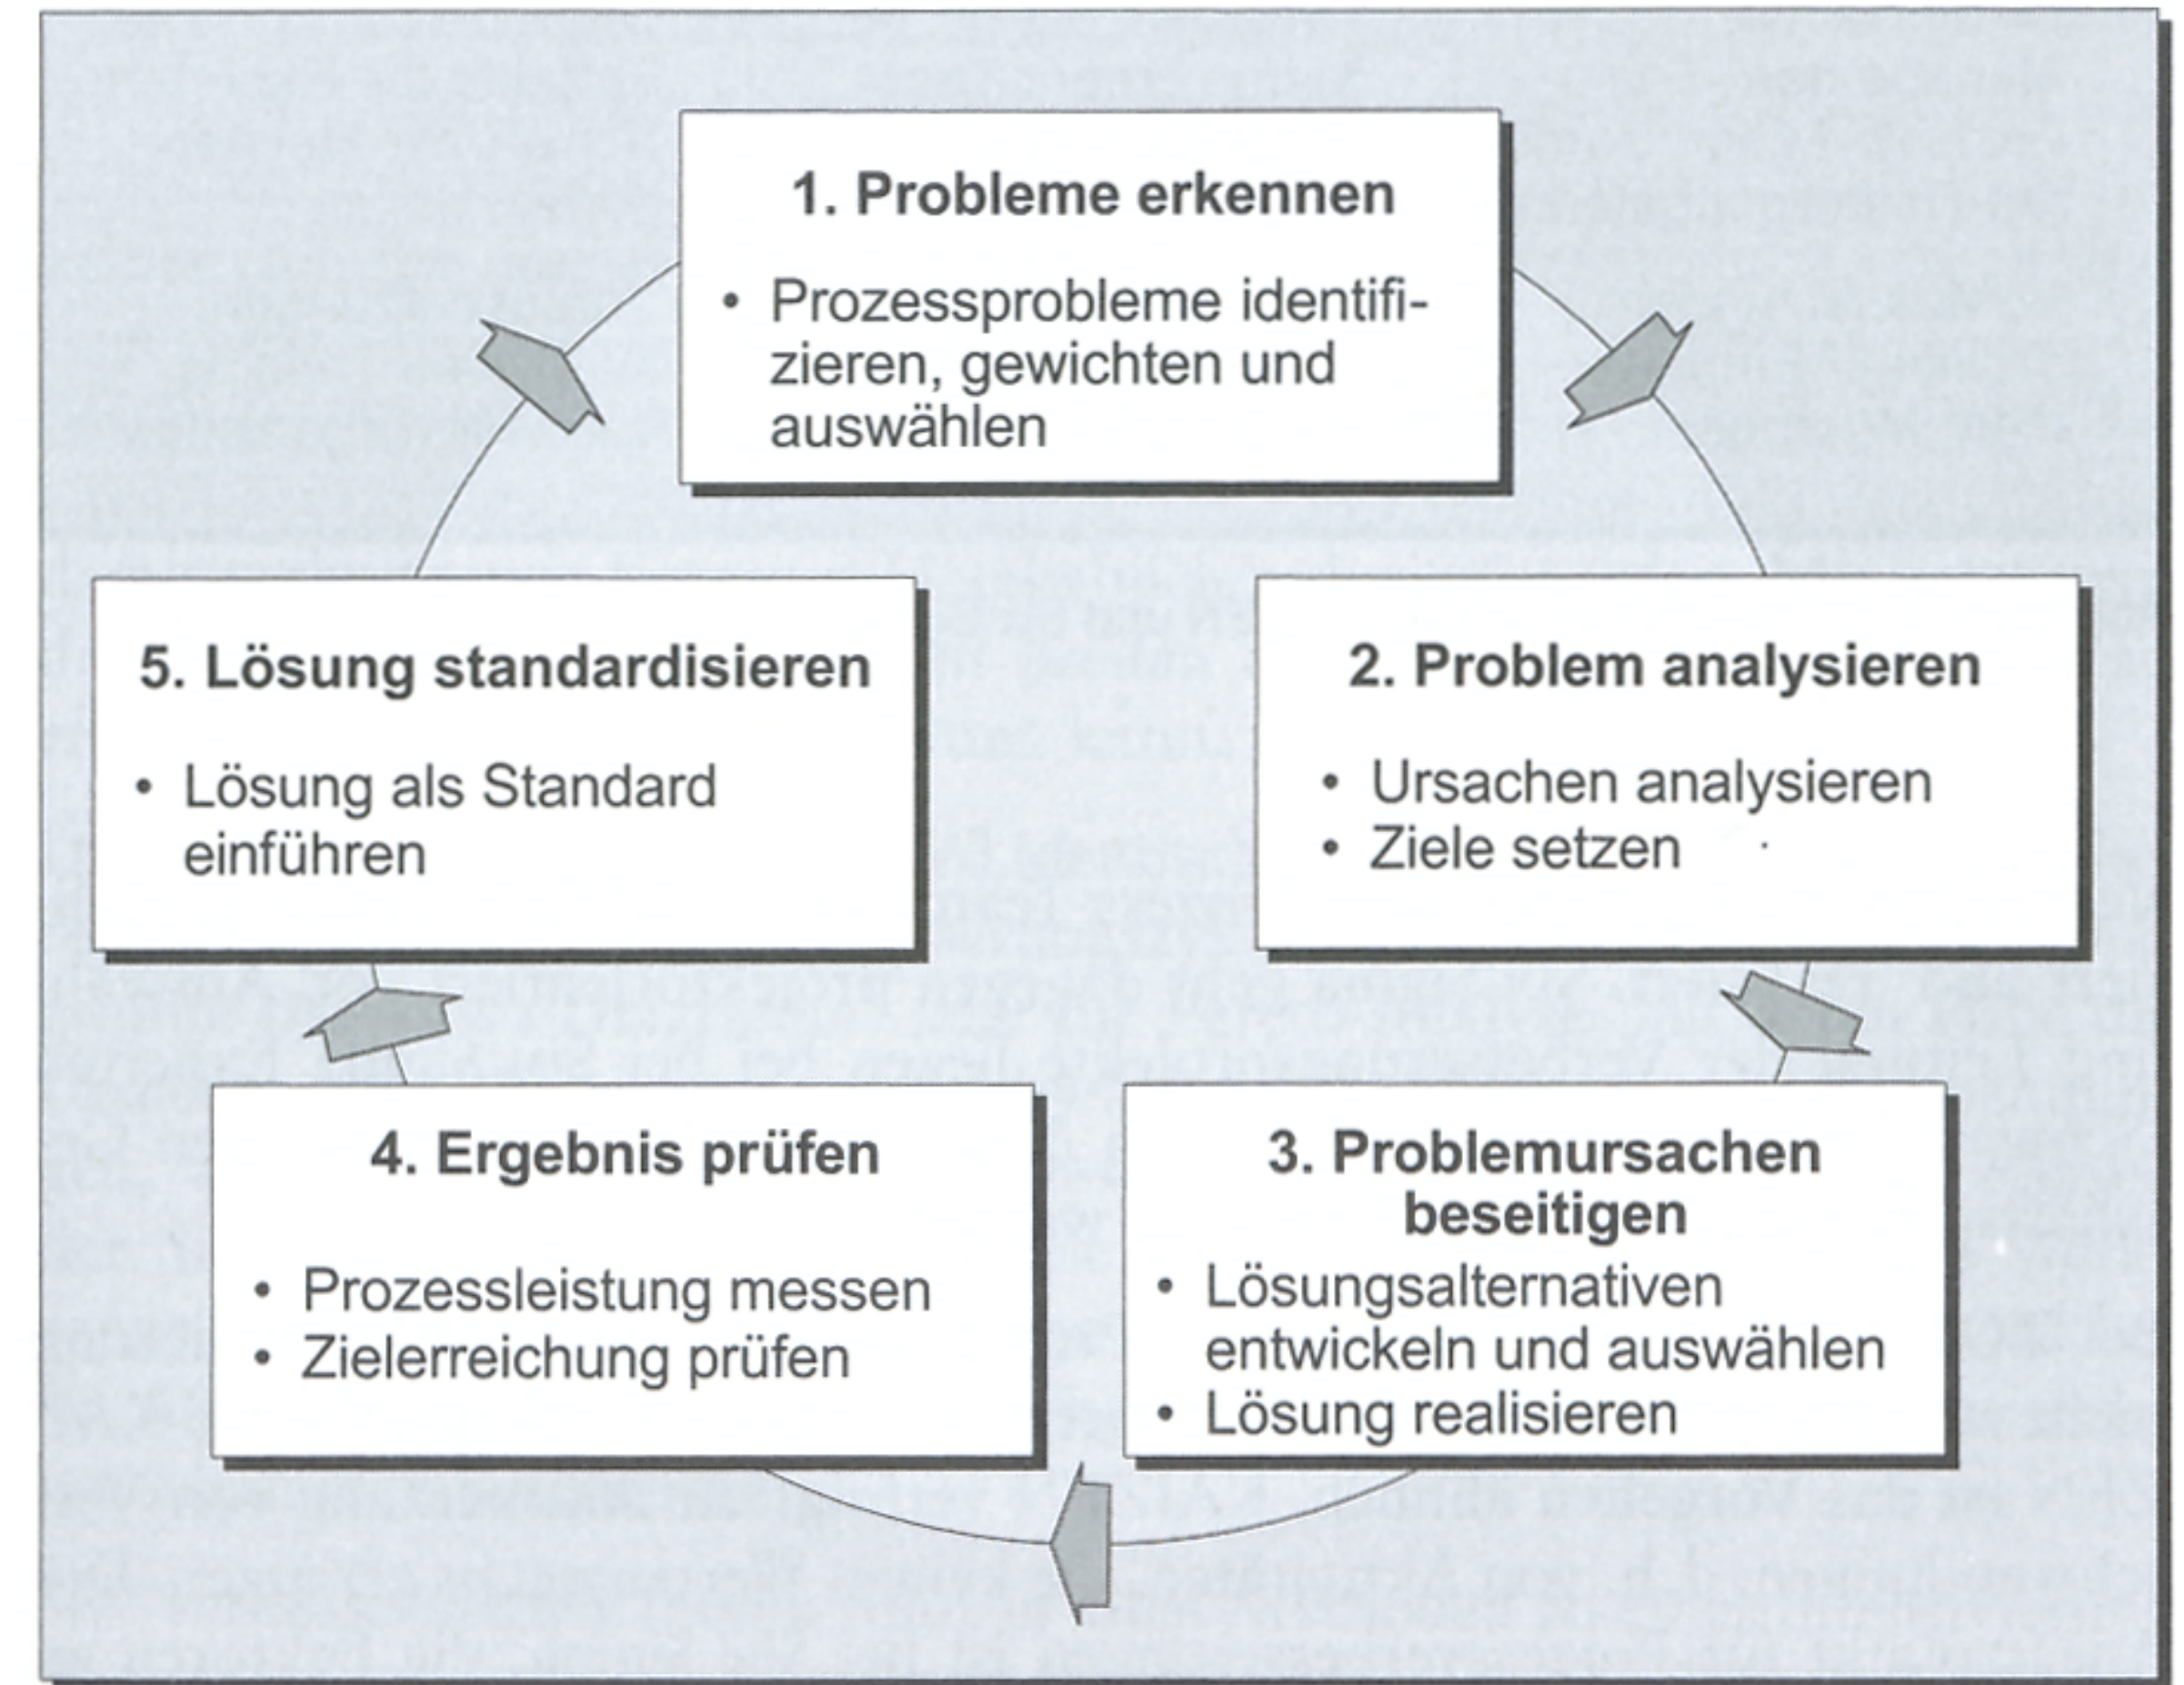 1. Probleme erkennen
• Prozessprobleme identifi-
zieren, gewichten und
auswählen
2. Problem analysieren
• Ursachen analysieren
• Ziele setzen
3. Problemursachen
beseitigen
• Lösungsalternativen
entwickeln und auswählen
• Lösung realisieren
4. Ergebnis prüfen
• Prozessleistung messen
• Zielerreichung prüfen
5. Lösung standardisieren
• Lösung als Standard
einführen